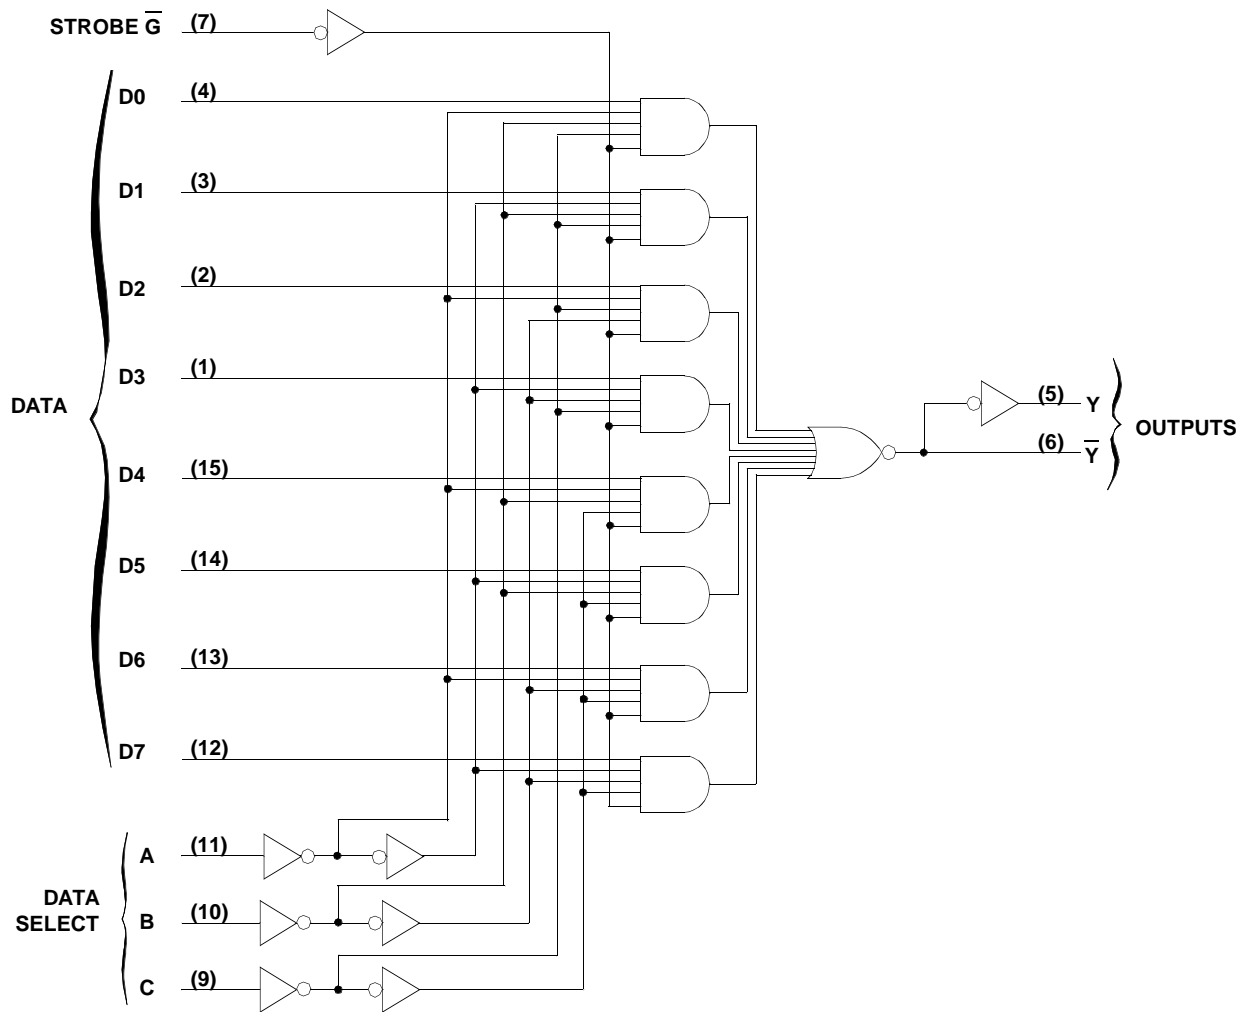 STROBE G̅ (7)
D0 (4)
D1 (3)
D2 (2)
D3 (1)
DATA
D4 (15)
D5 (14)
D6 (13)
D7 (12)
A (11)
DATA
SELECT
B (10)
C (9)
(5) Y
(6) Y̅
OUTPUTS